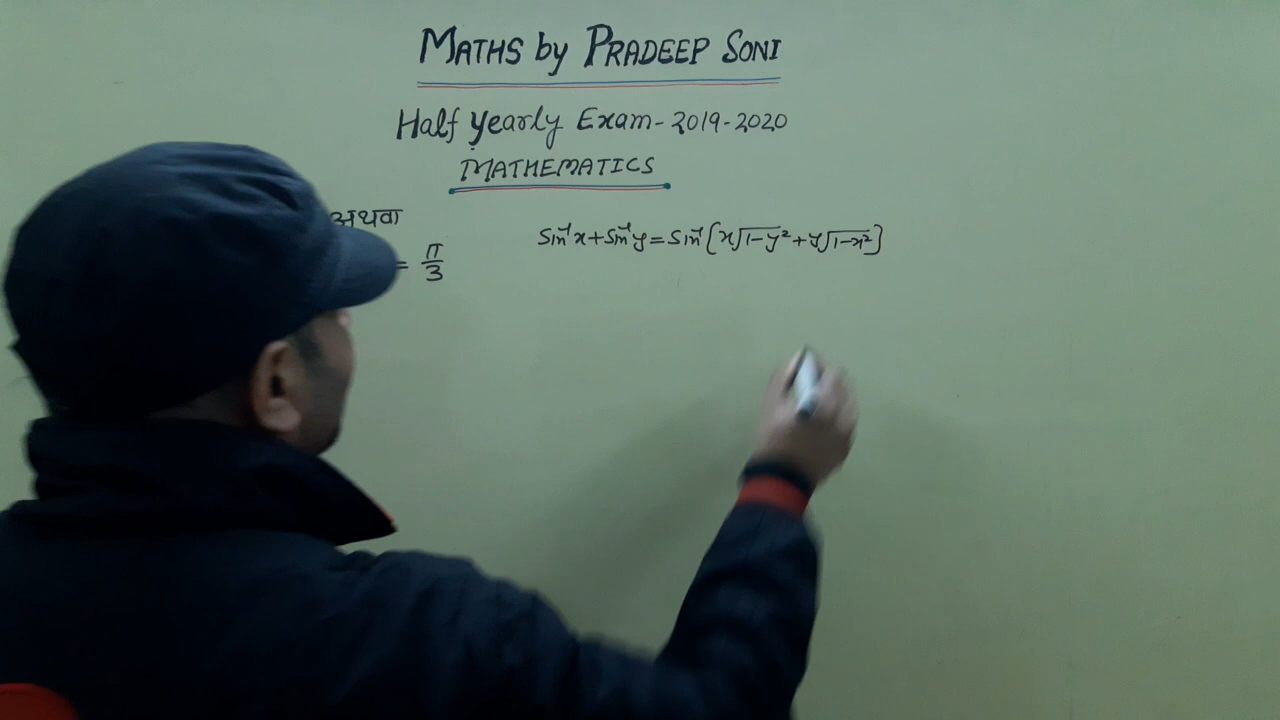 MATHS by PRADEEP SONI
Half Yearly Exam-2019-2020
MATHEMATICS
अथवा
= π/3
Sin⁻¹x+Sin⁻¹y=Sin⁻¹[x√1-y²+y√1-x²]